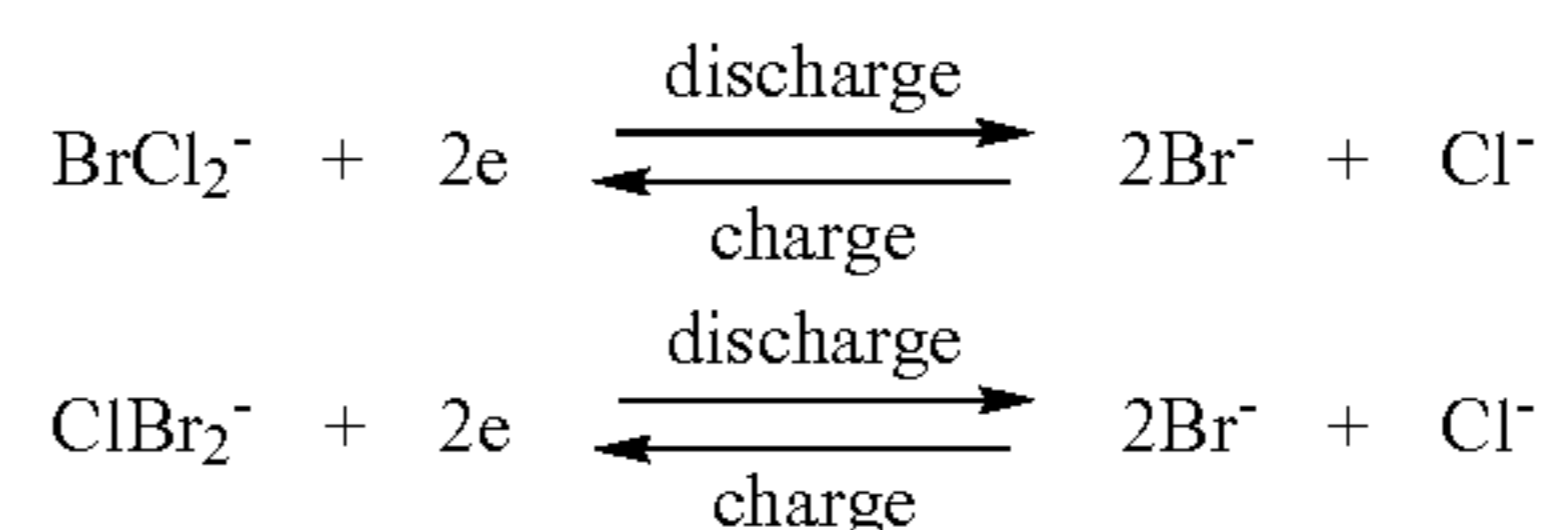 discharge
BrCl₂⁻ + 2e 2Br⁻ + Cl⁻
charge
discharge
ClBr₂⁻ + 2e 2Br⁻ + Cl⁻
charge